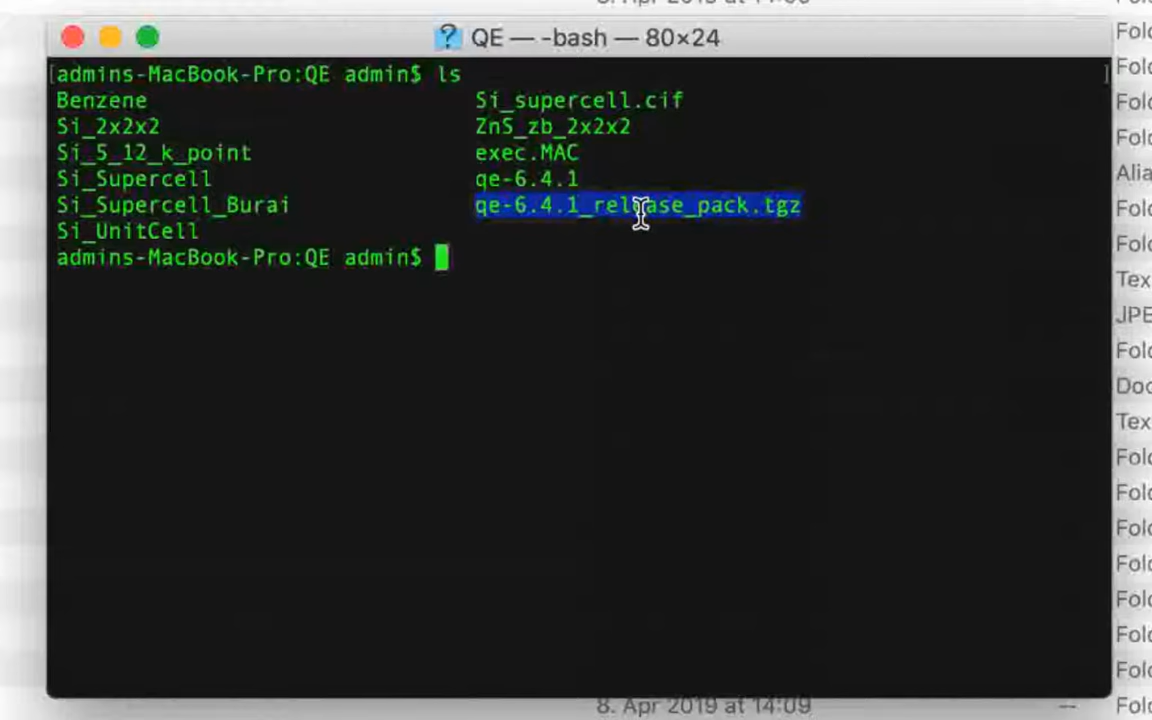 QE — -bash — 80×24
[admins-MacBook-Pro:QE admin$ ls ]
Benzene Si_supercell.cif
Si_2x2x2 ZnS_zb_2x2x2
Si_5_12_k_point exec.MAC
Si_Supercell qe-6.4.1
Si_Supercell_Burai qe-6.4.1_release_pack.tgz
Si_UnitCell
admins-MacBook-Pro:QE admin$
8. Apr 2019 at 14:09 --